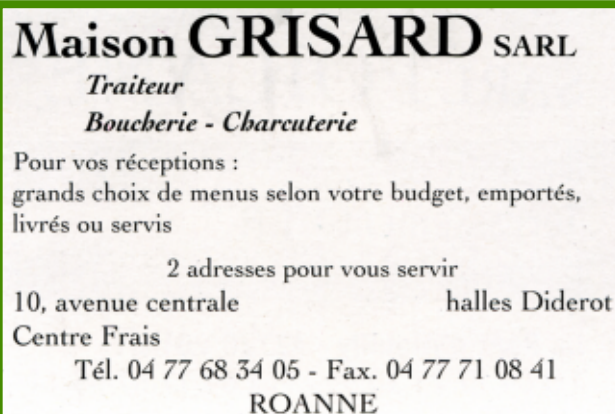 Maison GRISARD SARL
Traiteur
Boucherie - Charcuterie
Pour vos réceptions :
grands choix de menus selon votre budget, emportés,
livrés ou servis
2 adresses pour vous servir
10, avenue centrale halles Diderot
Centre Frais
Tél. 04 77 68 34 05 - Fax. 04 77 71 08 41
ROANNE